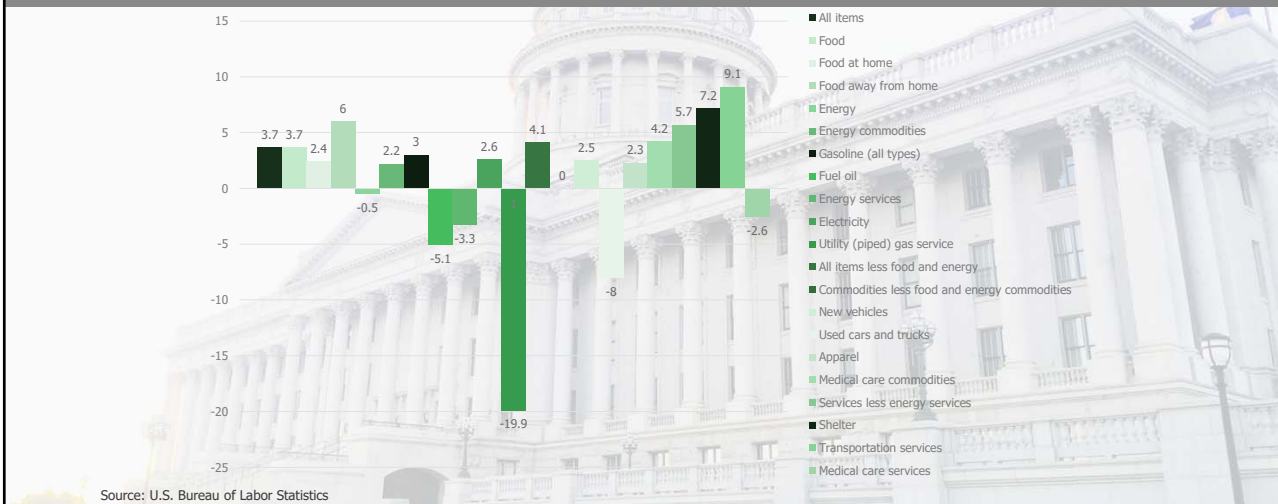 15
10
5
0
-5
-10
-15
-20
-25
3.7
3.7
2.4
6
-0.5
2.2
3
-5.1
-3.3
2.6
-19.9
4.1
0
2.5
-8
2.3
4.2
5.7
7.2
9.1
-2.6
All items
Food
Food at home
Food away from home
Energy
Energy commodities
Gasoline (all types)
Fuel oil
Energy services
Electricity
Utility (piped) gas service
All items less food and energy
Commodities less food and energy commodities
New vehicles
Used cars and trucks
Apparel
Medical care commodities
Services less energy services
Shelter
Transportation services
Medical care services
Source: U.S. Bureau of Labor Statistics